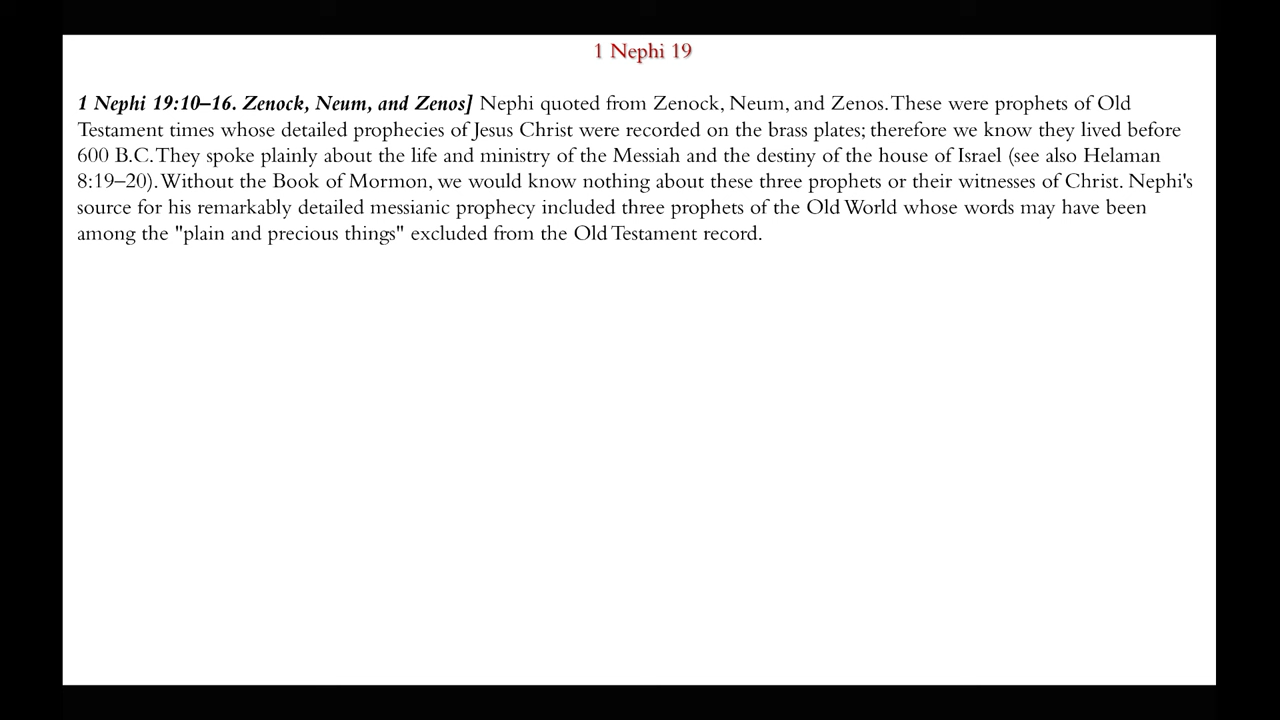 1 Nephi 19
1 Nephi 19:10–16. Zenock, Neum, and Zenos] Nephi quoted from Zenock, Neum, and Zenos. These were prophets of Old
Testament times whose detailed prophecies of Jesus Christ were recorded on the brass plates; therefore we know they lived before
600 B.C. They spoke plainly about the life and ministry of the Messiah and the destiny of the house of Israel (see also Helaman
8:19–20). Without the Book of Mormon, we would know nothing about these three prophets or their witnesses of Christ. Nephi's
source for his remarkably detailed messianic prophecy included three prophets of the Old World whose words may have been
among the "plain and precious things" excluded from the Old Testament record.